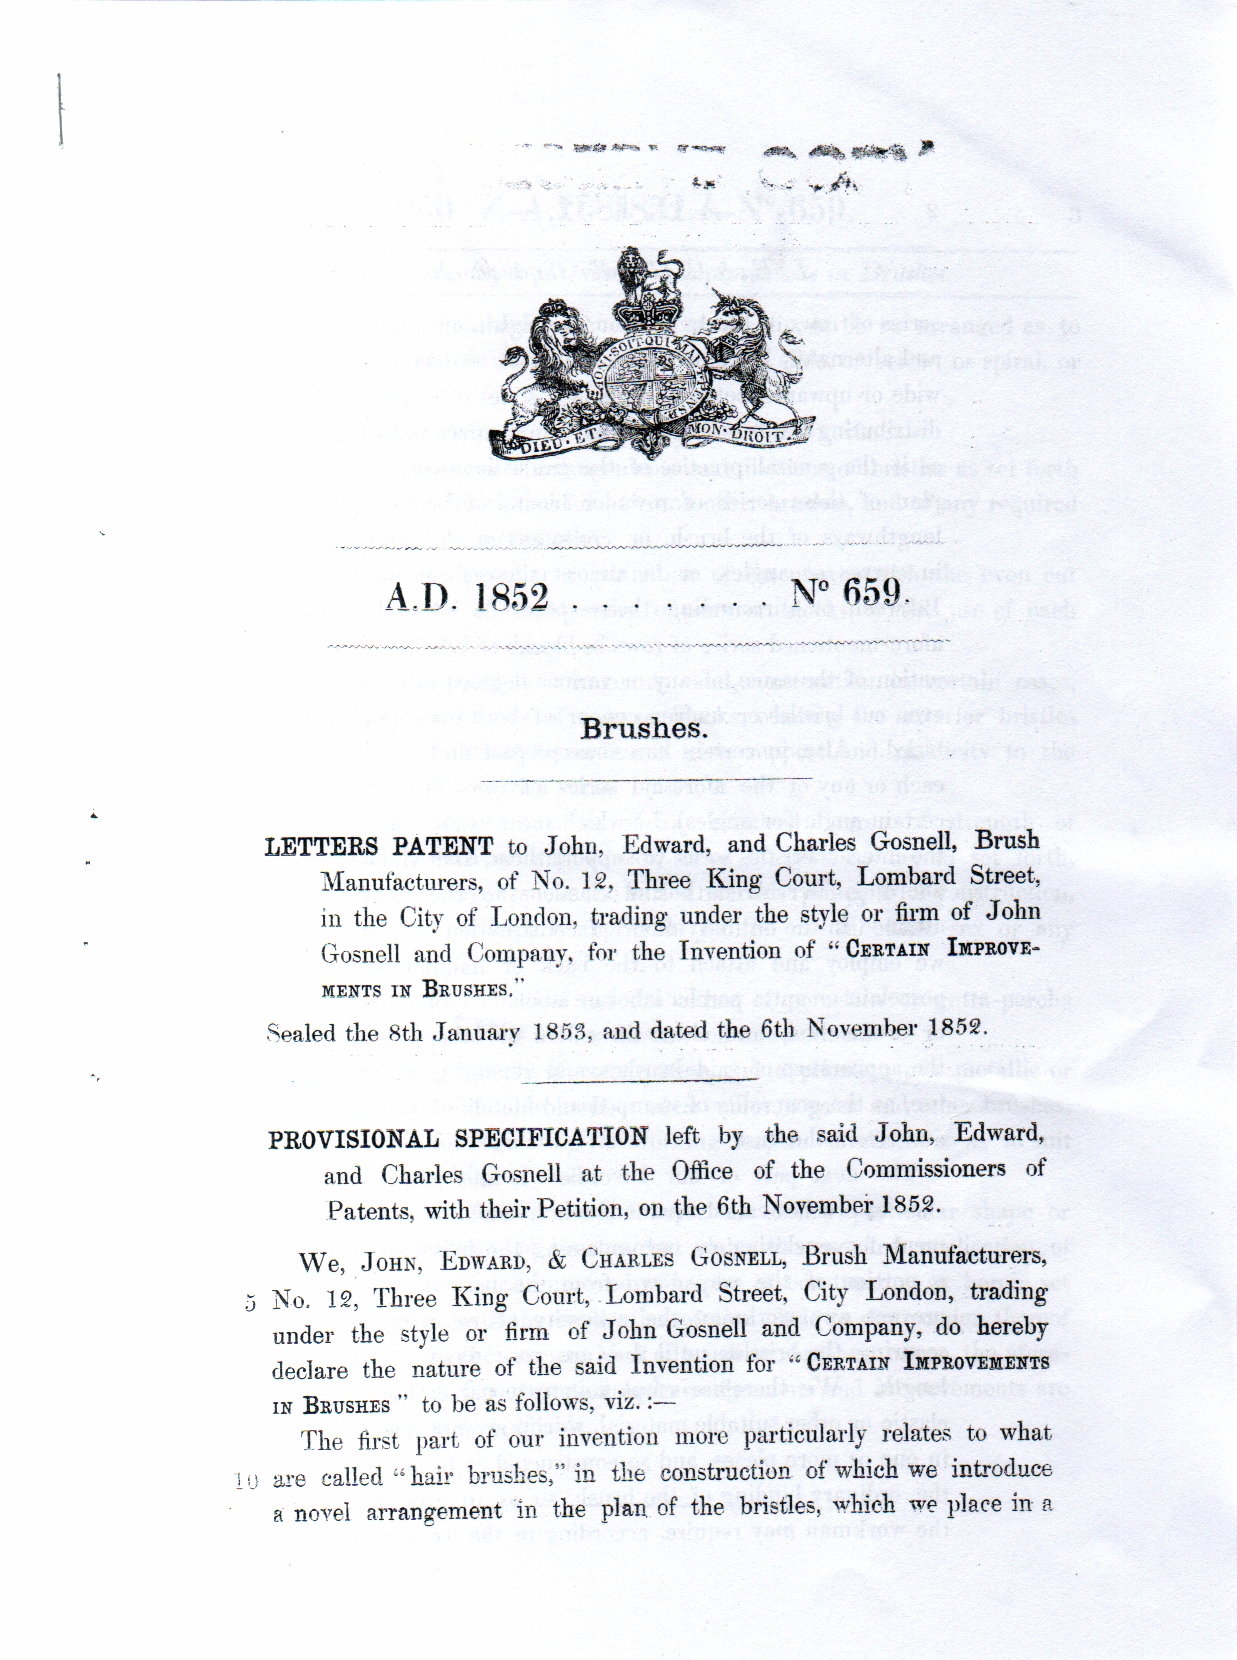 HONI·SOIT·QUI·MAL·Y·PENSE
DIEU·ET· MON·DROIT·
A.D. 1852 . . . . . . . Nº 659.
Brushes.
LETTERS PATENT to John, Edward, and Charles Gosnell, Brush
Manufacturers, of No. 12, Three King Court, Lombard Street,
in the City of London, trading under the style or firm of John
Gosnell and Company, for the Invention of “CERTAIN IMPROVE-
MENTS IN BRUSHES.”
Sealed the 8th January 1853, and dated the 6th November 1852.
PROVISIONAL SPECIFICATION left by the said John, Edward,
and Charles Gosnell at the Office of the Commissioners of
Patents, with their Petition, on the 6th November 1852.
We, JOHN, EDWARD, & CHARLES GOSNELL, Brush Manufacturers,
5 No. 12, Three King Court, Lombard Street, City London, trading
under the style or firm of John Gosnell and Company, do hereby
declare the nature of the said Invention for “CERTAIN IMPROVEMENTS
IN BRUSHES” to be as follows, viz.:—
The first part of our invention more particularly relates to what
10 are called “hair brushes,” in the construction of which we introduce
a novel arrangement in the plan of the bristles, which we place in a